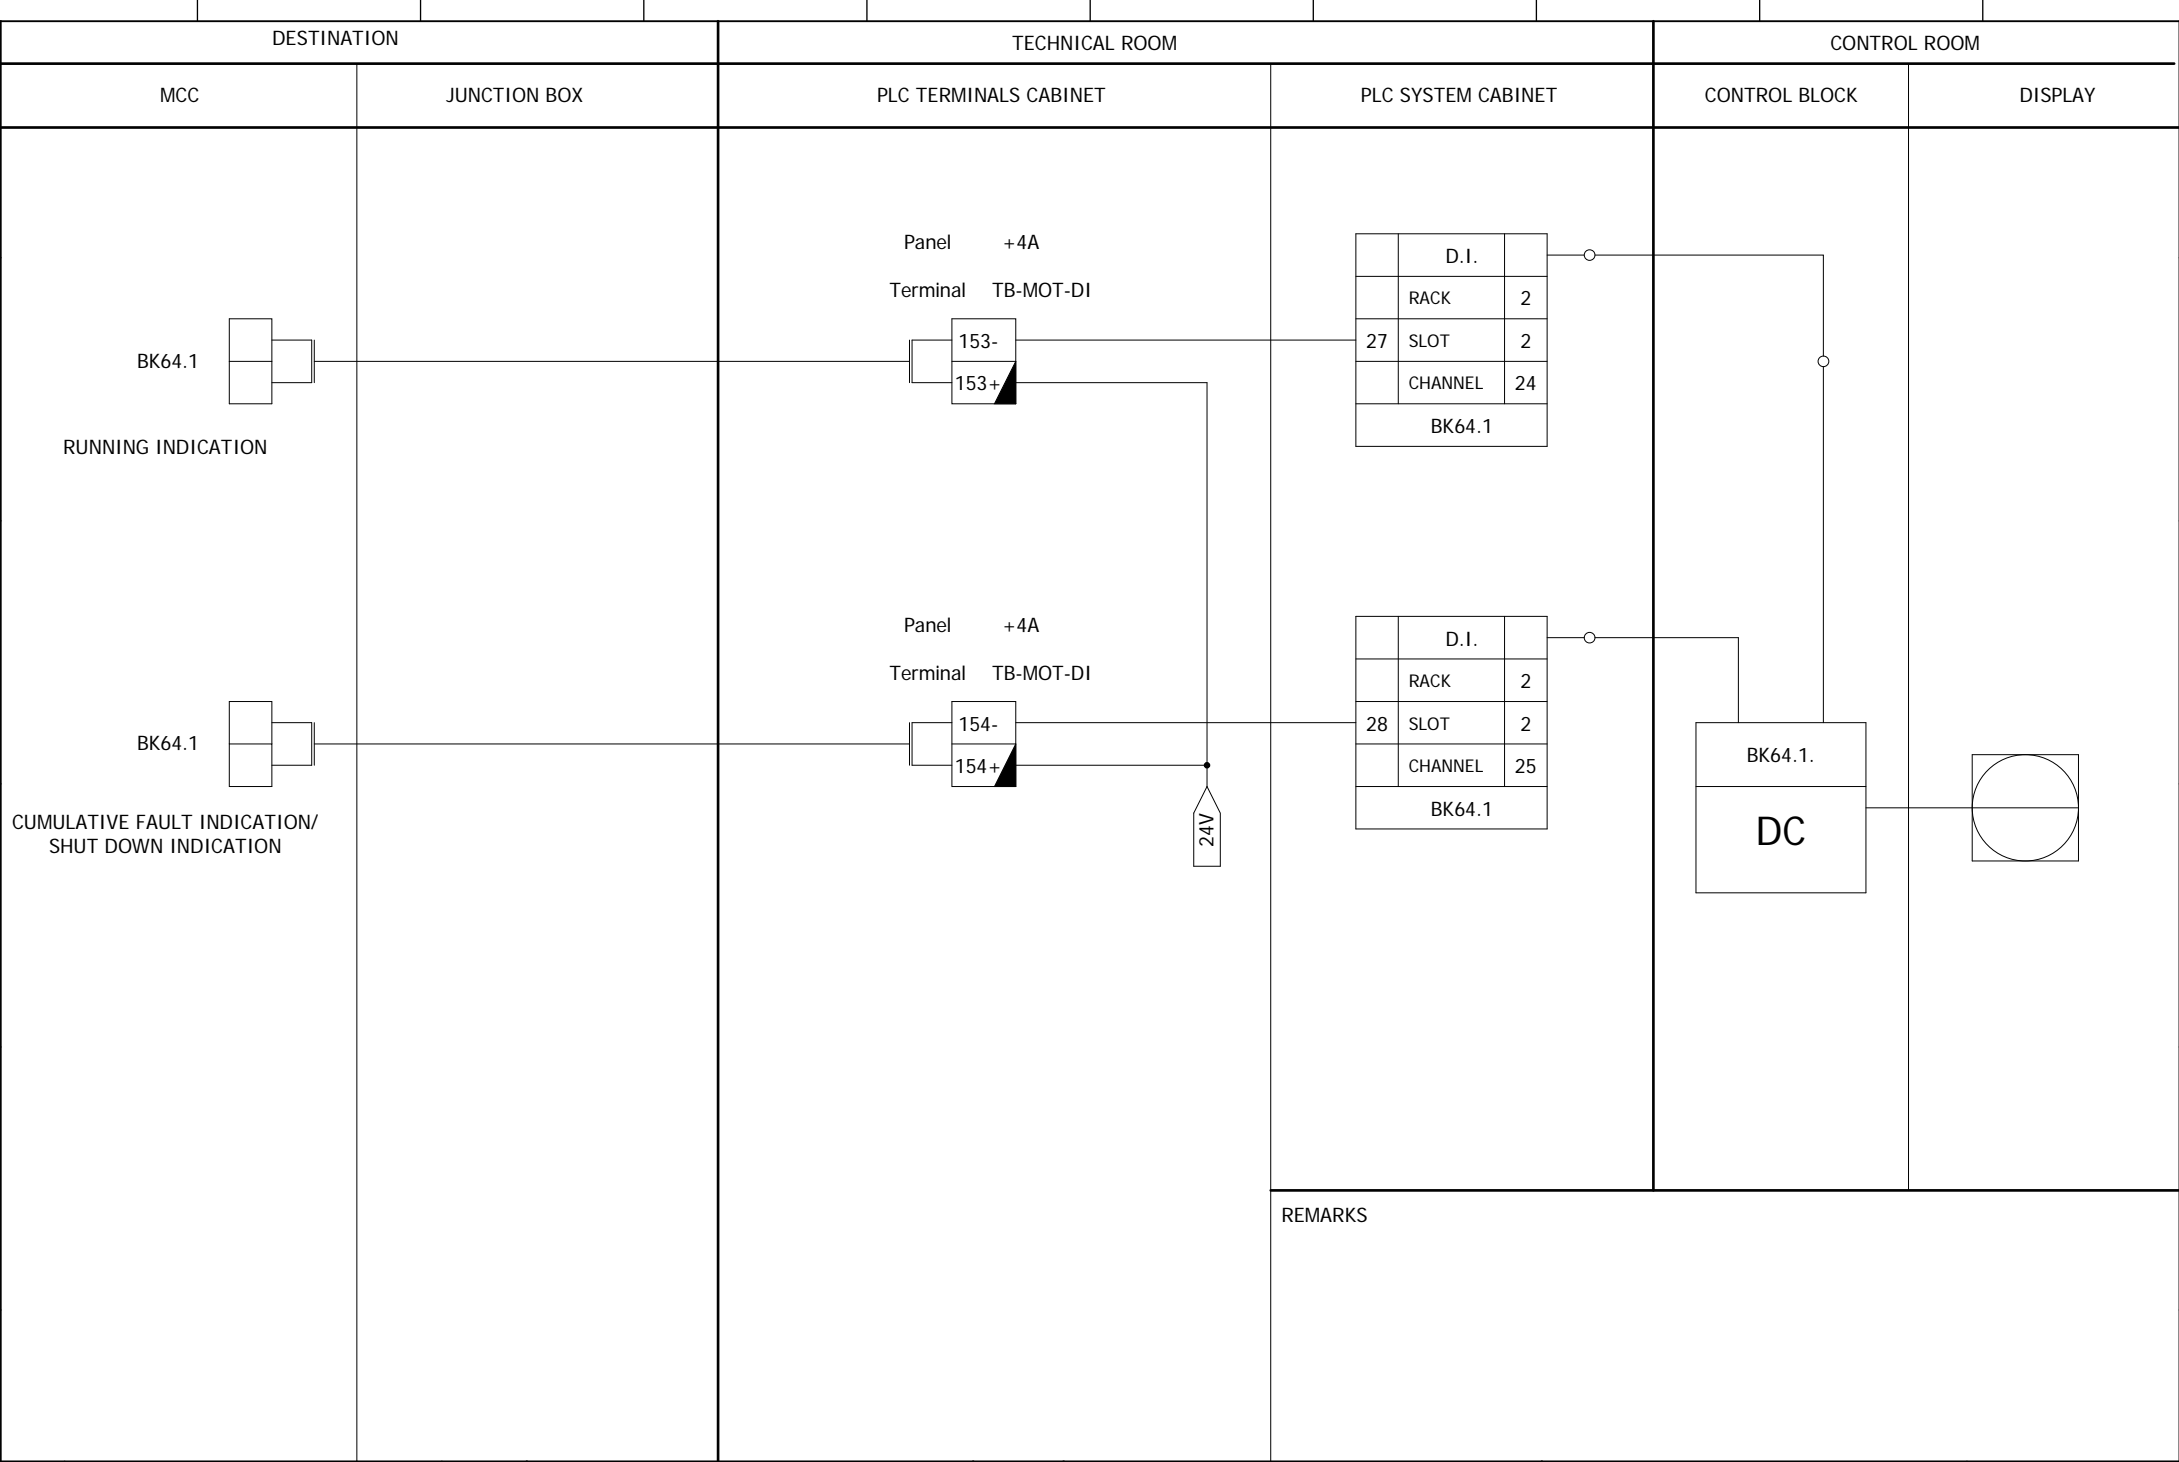 DESTINATION
TECHNICAL ROOM
CONTROL ROOM
MCC
JUNCTION BOX
PLC TERMINALS CABINET
PLC SYSTEM CABINET
CONTROL BLOCK
DISPLAY
Panel +4A
Terminal TB-MOT-DI
BK64.1
RUNNING INDICATION
153-
153+
D.I.
RACK 2
27 SLOT 2
CHANNEL 24
BK64.1
Panel +4A
Terminal TB-MOT-DI
BK64.1
CUMULATIVE FAULT INDICATION/
SHUT DOWN INDICATION
154-
154+
24V
D.I.
RACK 2
28 SLOT 2
CHANNEL 25
BK64.1
BK64.1.
DC
REMARKS